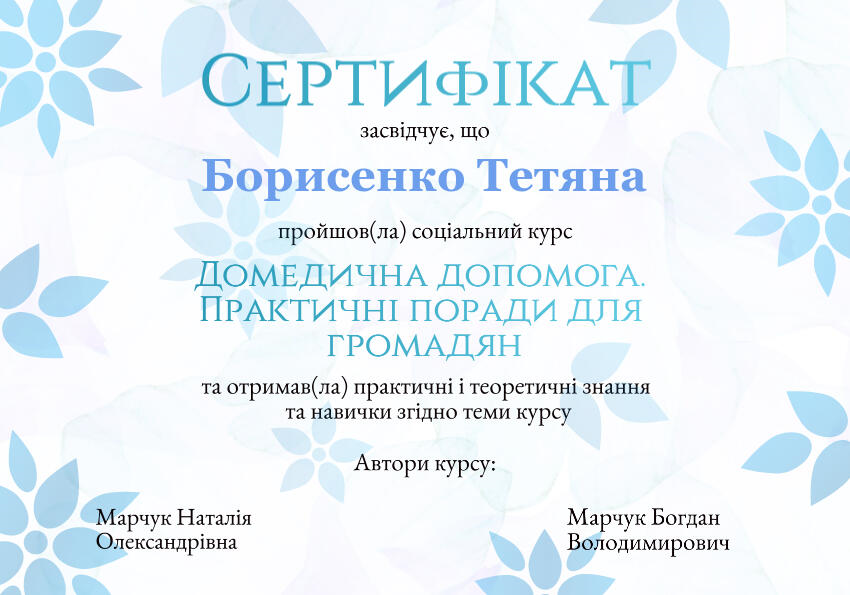 Сертифікат
засвідчує, що
Борисенко Тетяна
пройшов(ла) соціальний курс
Домедична допомога.
Практичні поради для
громадян
та отримав(ла) практичні і теоретичні знання
та навички згідно теми курсу
Автори курсу:
Марчук Наталія
Олександрівна
Марчук Богдан
Володимирович